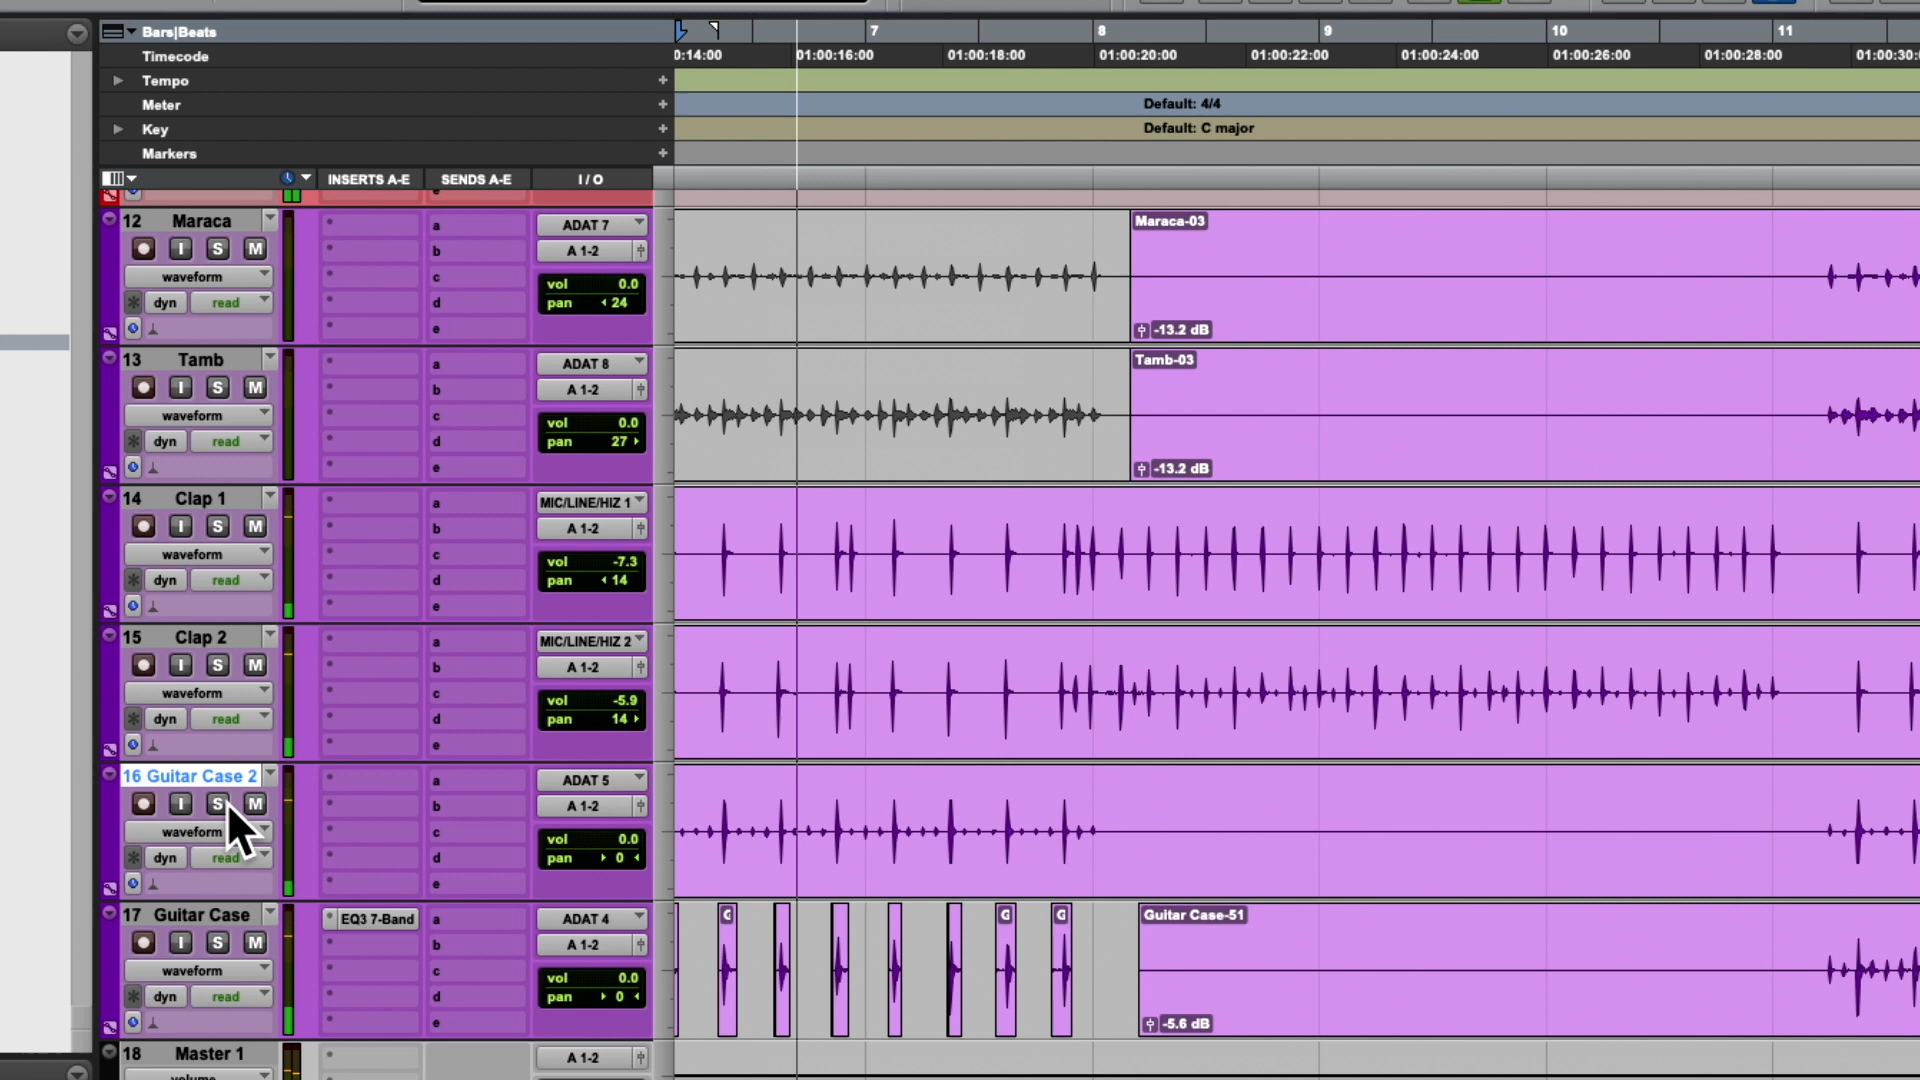 Bars|Beats
7 8 9 10 11
Timecode
0:14:00 01:00:16:00 01:00:18:00 01:00:20:00 01:00:22:00 01:00:24:00 01:00:26:00 01:00:28:00 01:00:30:
Tempo +
Meter +
Default: 4/4
Key +
Default: C major
Markers +
INSERTS A-E SENDS A-E I / O
e
12 Maraca
I S M
waveform
dyn read
a
b
c
d
e
ADAT 7
A 1-2
vol 0.0
pan 24
Maraca-03
-13.2 dB
13 Tamb
I S M
waveform
dyn read
a
b
c
d
e
ADAT 8
A 1-2
vol 0.0
pan 27
Tamb-03
-13.2 dB
14 Clap 1
I S M
waveform
dyn read
a
b
c
d
e
MIC/LINE/HIZ 1
A 1-2
vol -7.3
pan 14
15 Clap 2
I S M
waveform
dyn read
a
b
c
d
e
MIC/LINE/HIZ 2
A 1-2
vol -5.9
pan 14
16 Guitar Case 2
I S M
waveform
dyn read
a
b
c
d
e
ADAT 5
A 1-2
vol 0.0
pan 0
17 Guitar Case
I S M
waveform
dyn read
EQ3 7-Band
a
b
c
d
e
ADAT 4
A 1-2
vol 0.0
pan 0
G G G
Guitar Case-51
-5.6 dB
18 Master 1
volume
A 1-2